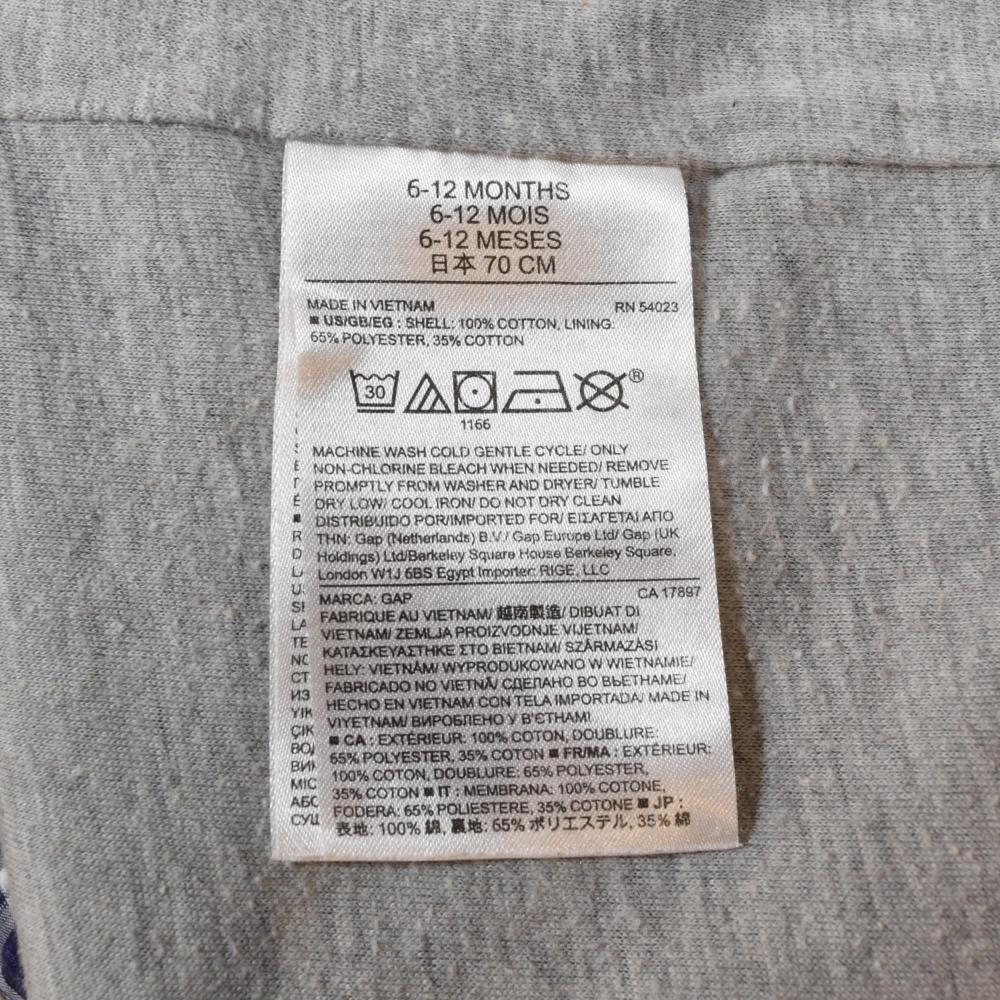 6-12 MONTHS
6-12 MOIS
6-12 MESES
日本 70 CM
MADE IN VIETNAM RN 54023
■ US/GB/EG : SHELL: 100% COTTON, LINING:
65% POLYESTER, 35% COTTON
30 ®
1166
MACHINE WASH COLD GENTLE CYCLE/ ONLY
NON-CHLORINE BLEACH WHEN NEEDED/ REMOVE
PROMPTLY FROM WASHER AND DRYER/ TUMBLE
DRY LOW/ COOL IRON/ DO NOT DRY CLEAN
■ DISTRIBUIDO POR/IMPORTED FOR/ ΕΙΣΑΓΕΤΑΙ ΑΠΟ
ΤΗΝ: Gap (Netherlands) B.V./ Gap Europe Ltd/ Gap (UK
Holdings) Ltd/Berkeley Square House Berkeley Square,
London W1J 6BS Egypt Importer: RIGE, LLC
MARCA: GAP CA 17897
FABRIQUE AU VIETNAM/ 越南製造/ DIBUAT DI
VIETNAM/ ZEMLJA PROIZVODNJE VIJETNAM/
ΚΑΤΑΣΚΕΥΑΣΤΗΚΕ ΣΤΟ ΒΙΕΤΝΑΜ/ SZÁRMAZÁSI
HELY: VIETNÁM/ WYPRODUKOWANO W WIETNAMIE/
FABRICADO NO VIETNÃ/ СДЕЛАНО ВО ВЬЕТНАМЕ/
HECHO EN VIETNAM CON TELA IMPORTADA/ MADE IN
VIYETNAM/ ВИРОБЛЕНО У В'ЄТНАМІ
■ CA : EXTÉRIEUR: 100% COTON, DOUBLURE:
65% POLYESTER, 35% COTON ■ FR/MA : EXTÉRIEUR:
100% COTON, DOUBLURE: 65% POLYESTER,
35% COTON ■ IT : MEMBRANA: 100% COTONE,
FODERA: 65% POLIESTERE, 35% COTONE ■ JP :
表地: 100% 綿, 裏地: 65% ポリエステル, 35% 綿